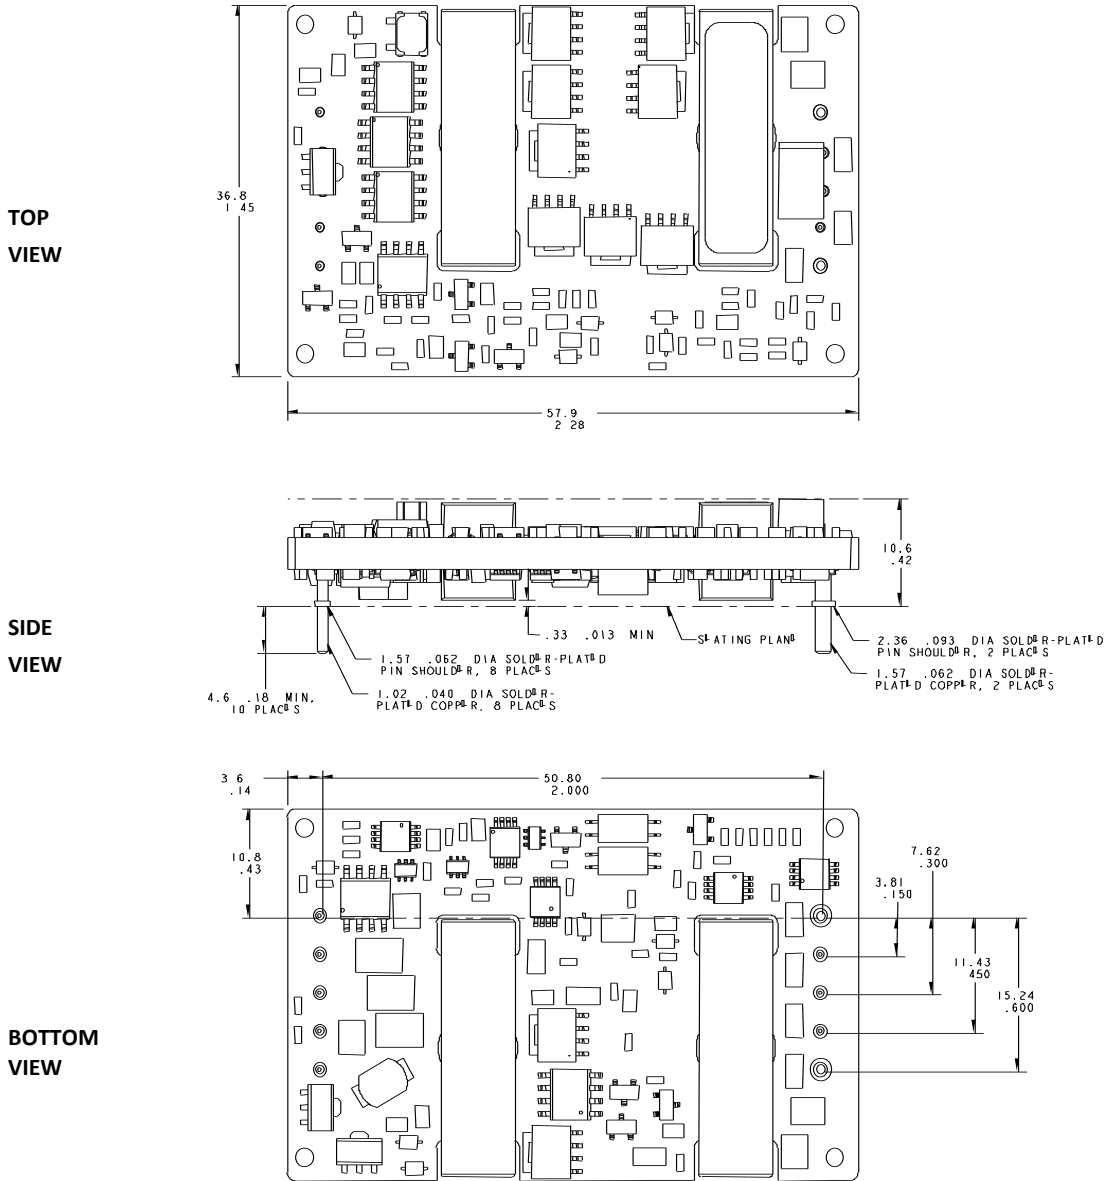 TOP
VIEW
36.8
1.45
57.9
2.28
10.6
.42
.33 .013 MIN
SEATING PLANE
2.36 .093 DIA SOLDER-PLATED
PIN SHOULDER, 2 PLACES
1.57 .062 DIA SOLDER-
PLATED COPPER, 2 PLACES
SIDE
VIEW
1.57 .062 DIA SOLDER-PLATED
PIN SHOULDER, 8 PLACES
1.02 .040 DIA SOLDER-
PLATED COPPER, 8 PLACES
4.6 .18 MIN,
10 PLACES
3.6
.14
50.80
2.000
10.8
.43
7.62
.300
3.81
.150
11.43
450
15.24
.600
BOTTOM
VIEW